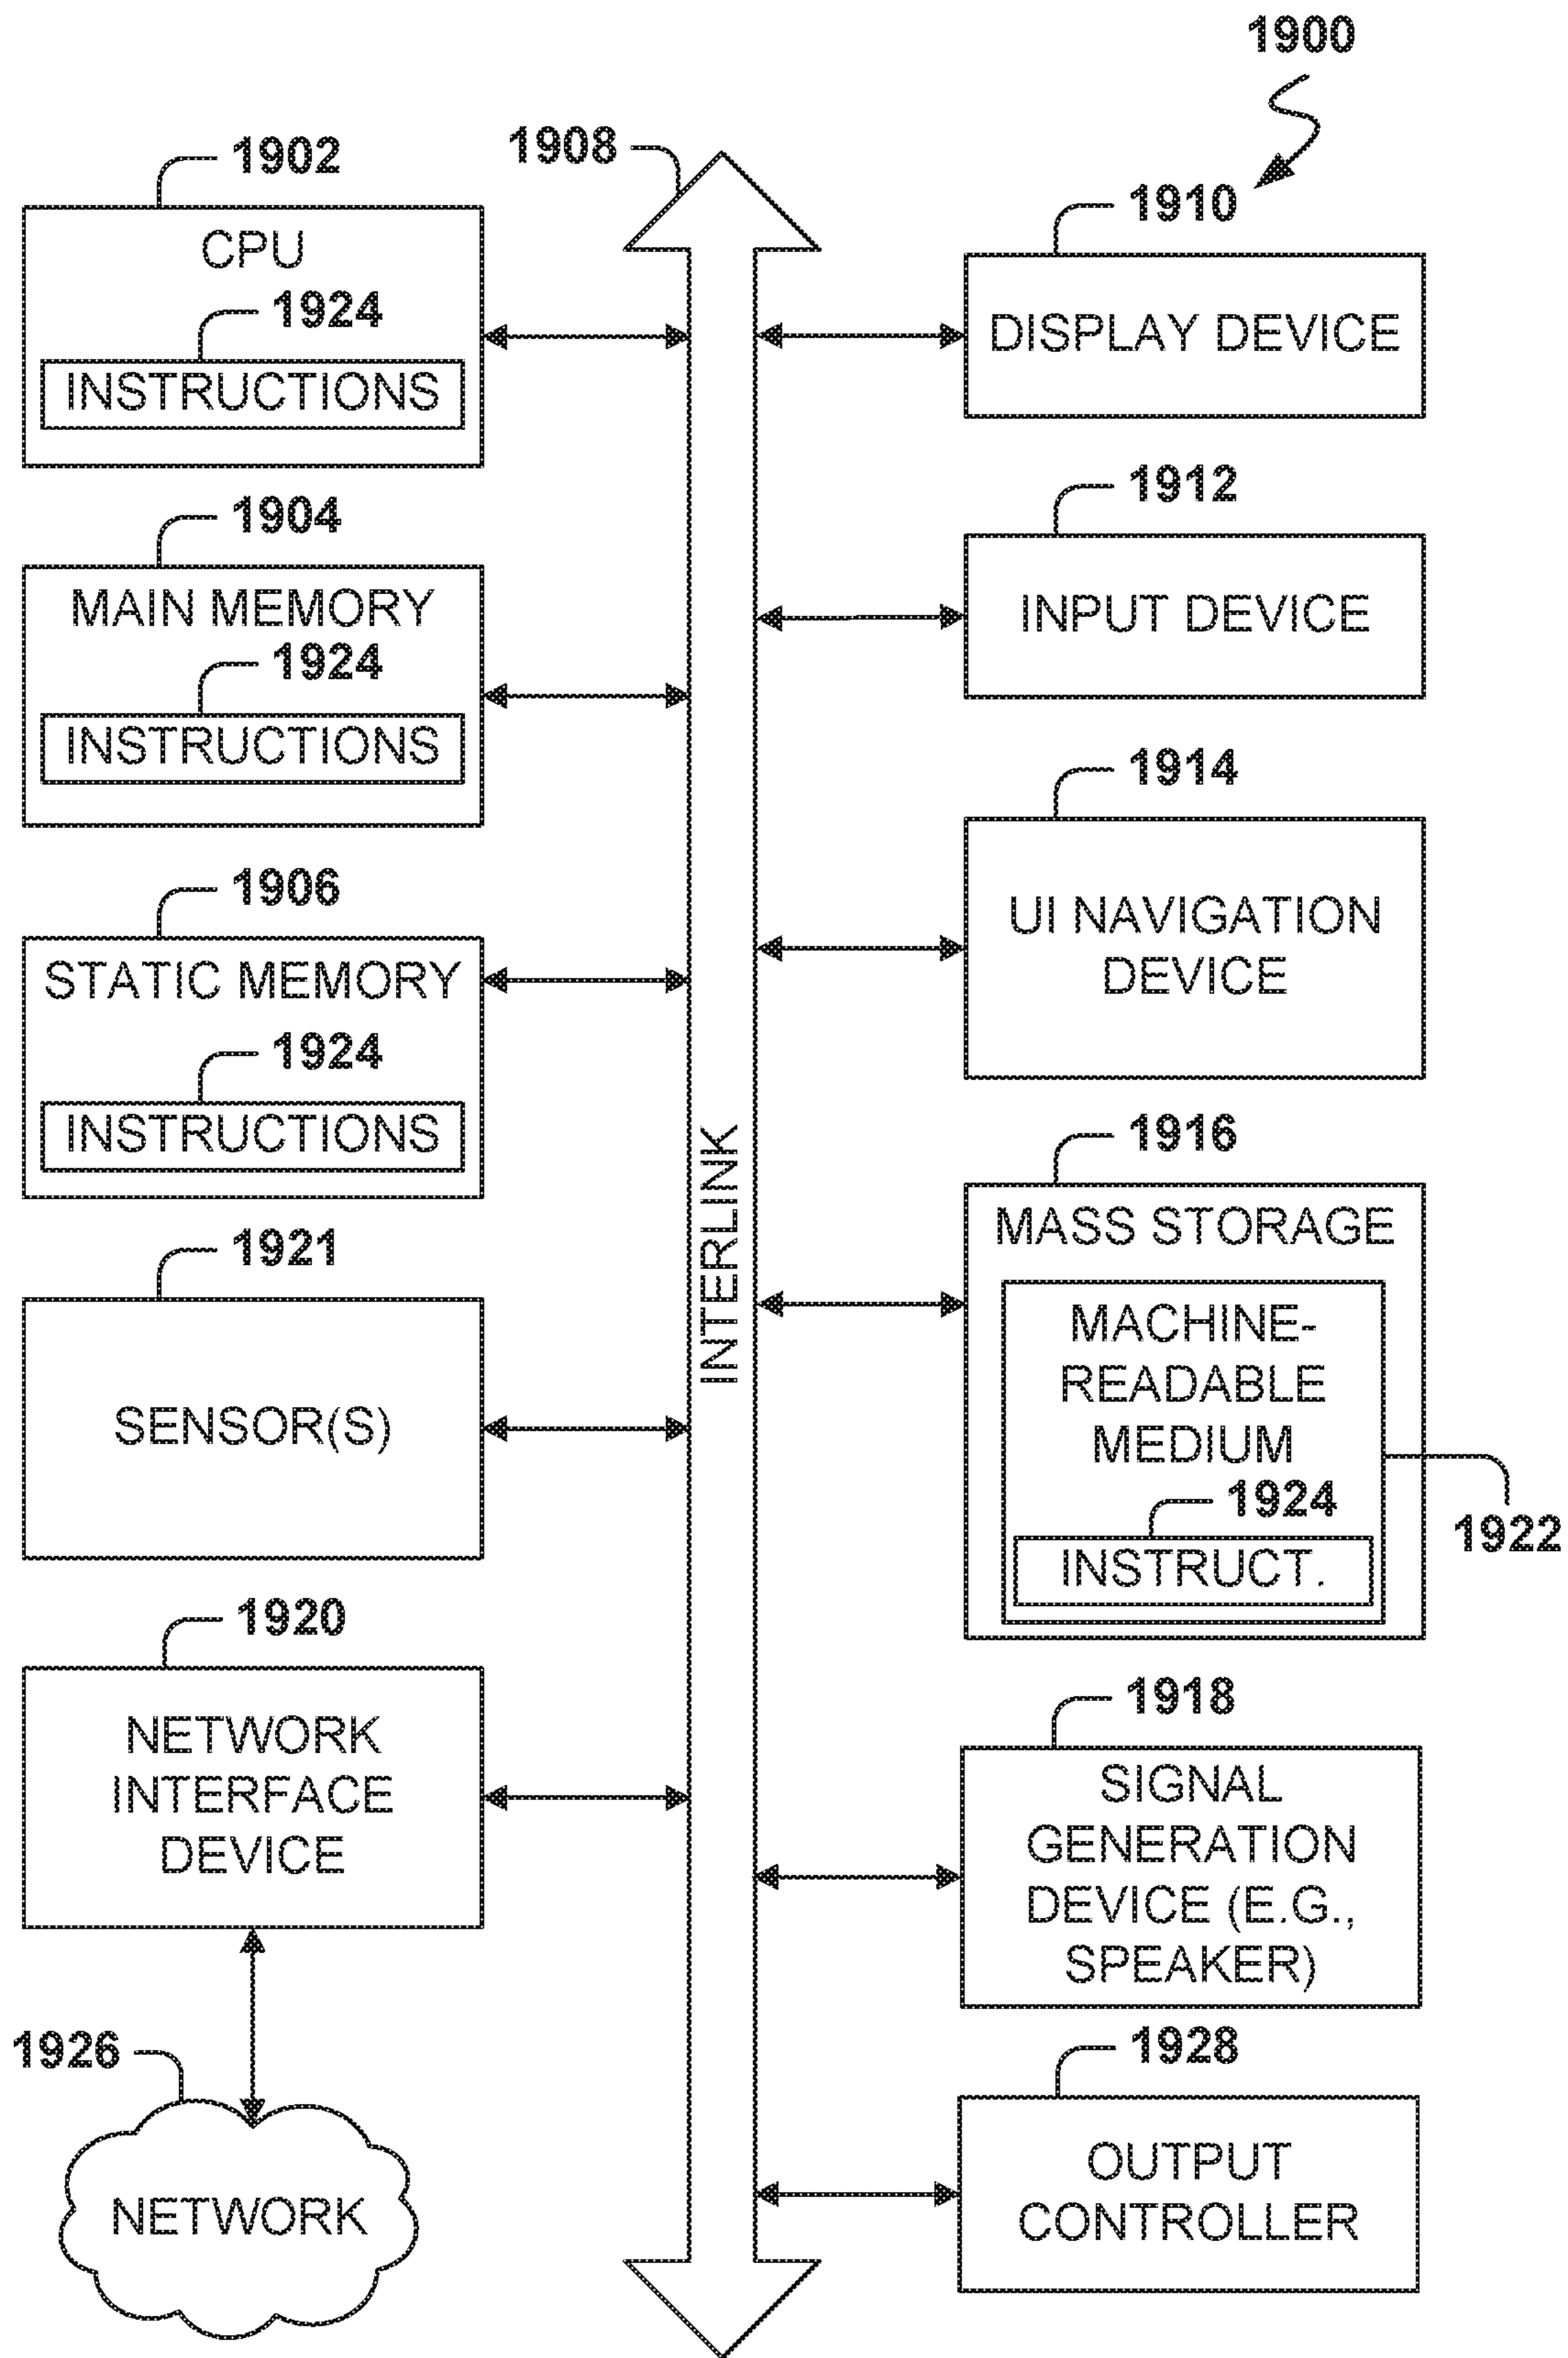 1900
1902
CPU
1924
INSTRUCTIONS
1904
MAIN MEMORY
1924
INSTRUCTIONS
1906
STATIC MEMORY
1924
INSTRUCTIONS
1921
SENSOR(S)
1920
NETWORK
INTERFACE
DEVICE
1926
NETWORK
1908
INTERLINK
1910
DISPLAY DEVICE
1912
INPUT DEVICE
1914
UI NAVIGATION
DEVICE
1916
MASS STORAGE
MACHINE-
READABLE
MEDIUM
1924
INSTRUCT.
1922
1918
SIGNAL
GENERATION
DEVICE (E.G.,
SPEAKER)
1928
OUTPUT
CONTROLLER